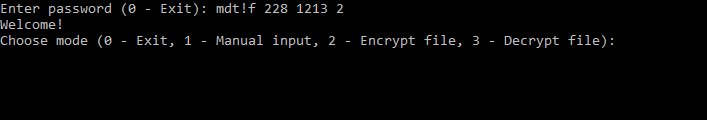 Enter password (0 - Exit): mdt!f 228 1213 2
Welcome!
Choose mode (0 - Exit, 1 - Manual input, 2 - Encrypt file, 3 - Decrypt file):